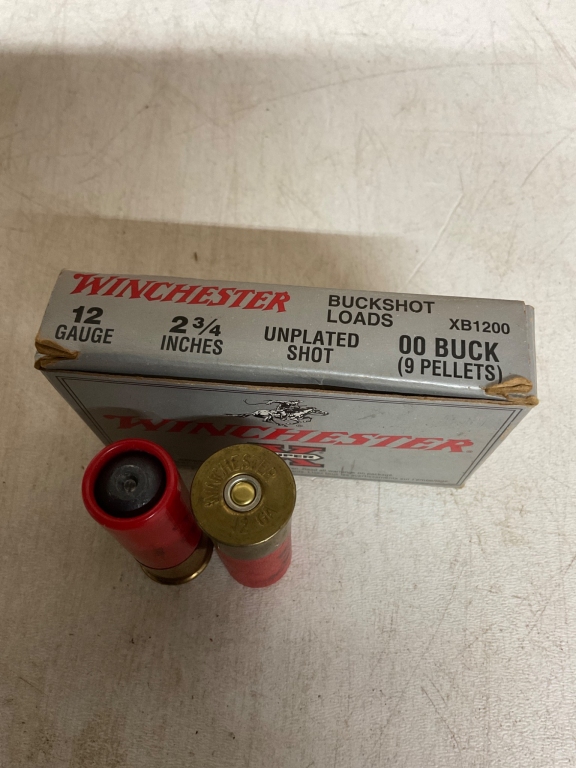 WINCHESTER
BUCKSHOT
LOADS
XB1200
12
GAUGE
2 3/4
INCHES
UNPLATED
SHOT
00 BUCK
(9 PELLETS)
WINCHESTER
X
WINCHESTER
12 GA